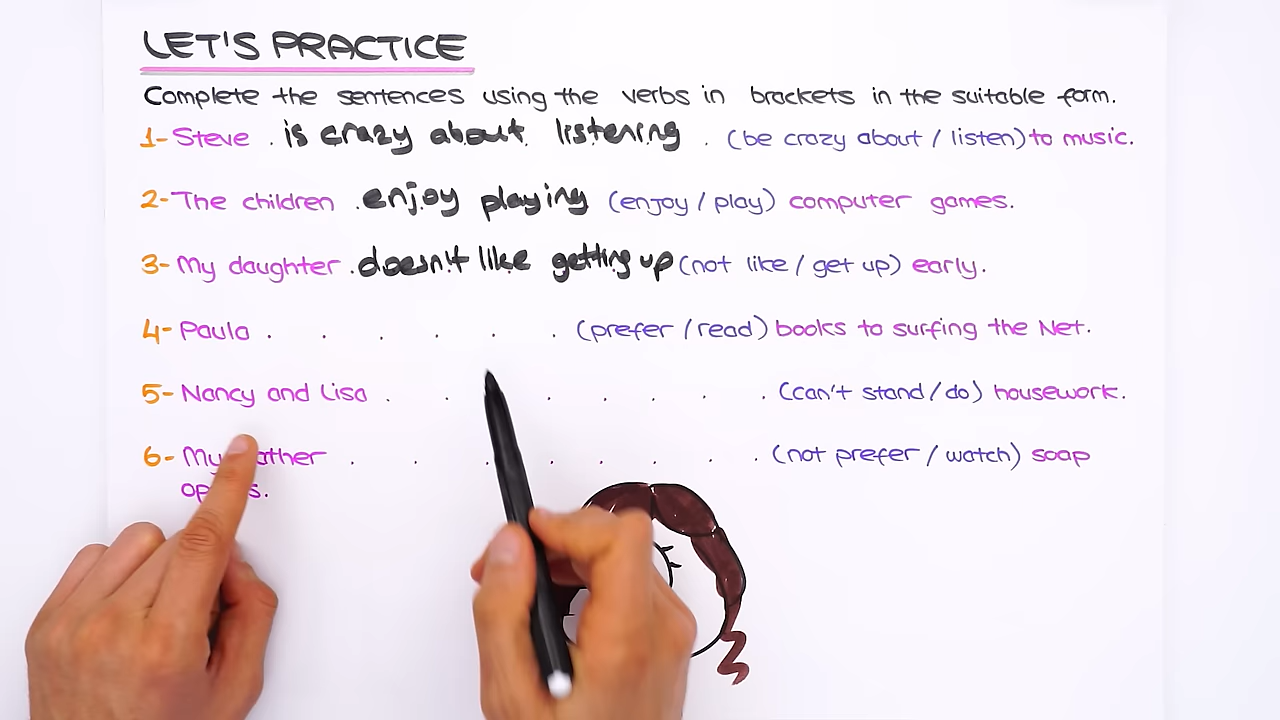 LET'S PRACTICE
Complete the sentences using the verbs in brackets in the suitable form.
1- Steve . is crazy about listening . (be crazy about / listen) to music.
2- The children . enjoy playing (enjoy / play) computer games.
3- My daughter . doesn't like getting up (not like / get up) early.
4- Paula . . . . . . (prefer / read) books to surfing the Net.
5- Nancy and Lisa . . . . . . . (can't stand / do) housework.
6- My . . . . . . . . (not prefer / watch) soap